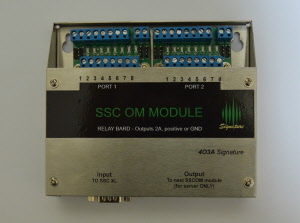 1 2 3 4 5 6 7 8 1 2 3 4 5 6 7 8
PORT 1 PORT 2
SSC OM MODULE
Signature
RELAY BARD - Outputs 2A, positive or GND
403A Signature
Input Output
TO SSC XL To next SSCOM module
(for server ONLY!)